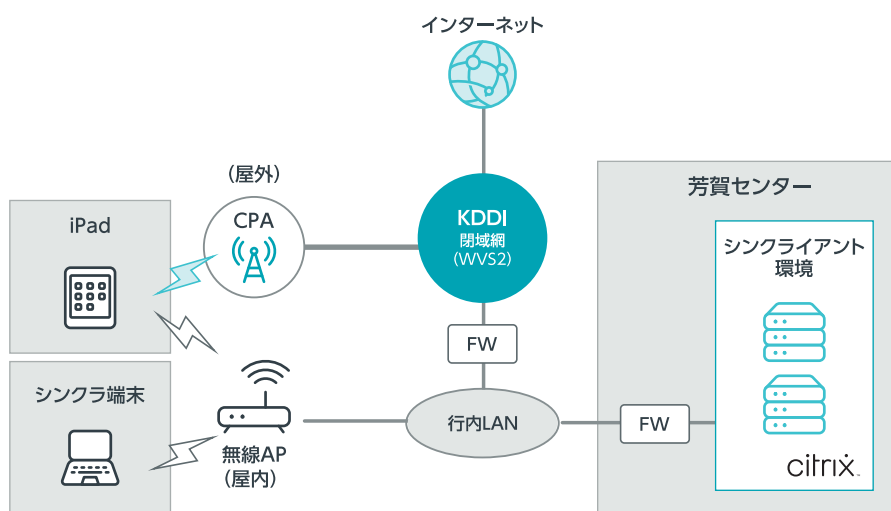 インターネット
(屋外)
CPA
KDDI
閉域網
(WVS2)
iPad
芳賀センター
シンクライアント
環境
FW
シンクラ端末
無線AP
(屋内)
行内LAN
FW
citrix